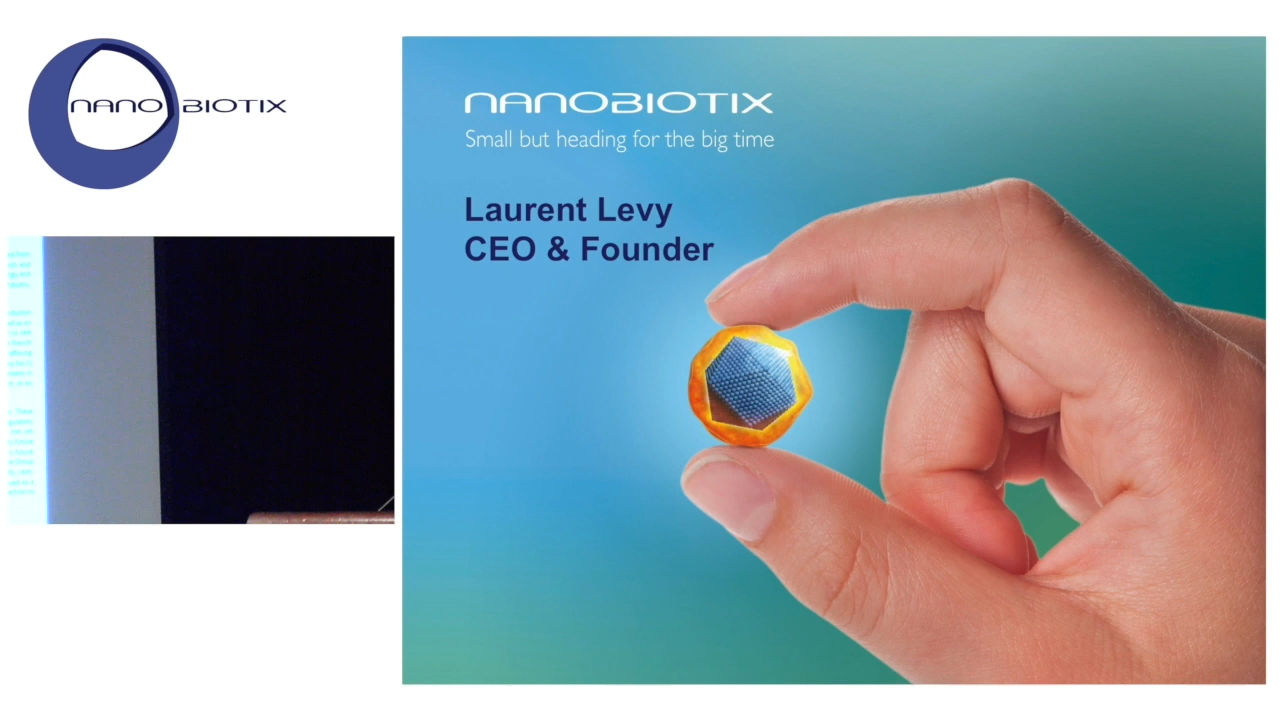 NANOBIOTIX
NANOBIOTIX
Small but heading for the big time
Laurent Levy
CEO & Founder